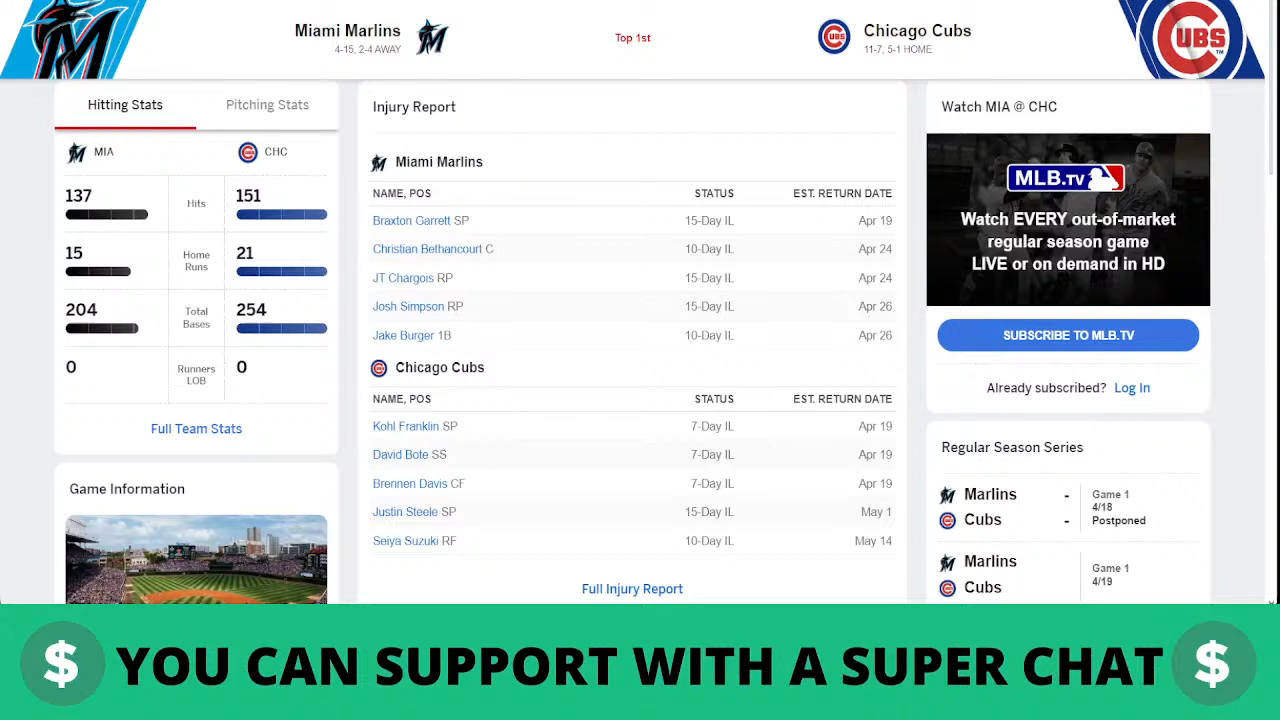 Miami Marlins
4-15, 2-4 AWAY
Top 1st
Chicago Cubs
11-7, 5-1 HOME
CUBS
Hitting Stats
Pitching Stats
MIA
CHC
137
Hits
151
15
Home Runs
21
204
Total Bases
254
0
Runners LOB
0
Full Team Stats
Game Information
Injury Report
Miami Marlins
NAME, POS STATUS EST. RETURN DATE
Braxton Garrett SP 15-Day IL Apr 19
Christian Bethancourt C 10-Day IL Apr 24
JT Chargois RP 15-Day IL Apr 24
Josh Simpson RP 15-Day IL Apr 26
Jake Burger 1B 10-Day IL Apr 26
Chicago Cubs
NAME, POS STATUS EST. RETURN DATE
Kohl Franklin SP 7-Day IL Apr 19
David Bote SS 7-Day IL Apr 19
Brennen Davis CF 7-Day IL Apr 19
Justin Steele SP 15-Day IL May 1
Seiya Suzuki RF 10-Day IL May 14
Full Injury Report
Watch MIA @ CHC
MLB.TV
Watch EVERY out-of-market
regular season game
LIVE or on demand in HD
SUBSCRIBE TO MLB.TV
Already subscribed? Log In
Regular Season Series
Marlins -
Cubs -
Game 1
4/18
Postponed
Marlins
Cubs
Game 1
4/19
$ YOU CAN SUPPORT WITH A SUPER CHAT $